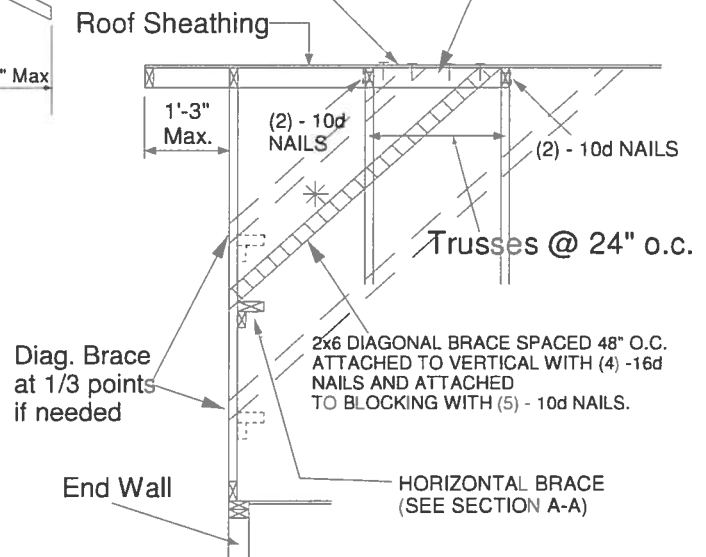 Roof Sheathing
" Max
1'-3"
Max.
(2) - 10d
NAILS
(2) - 10d NAILS
Trusses @ 24" o.c.
2x6 DIAGONAL BRACE SPACED 48" O.C.
ATTACHED TO VERTICAL WITH (4) -16d
NAILS AND ATTACHED
TO BLOCKING WITH (5) - 10d NAILS.
Diag. Brace
at 1/3 points
if needed
End Wall
HORIZONTAL BRACE
(SEE SECTION A-A)